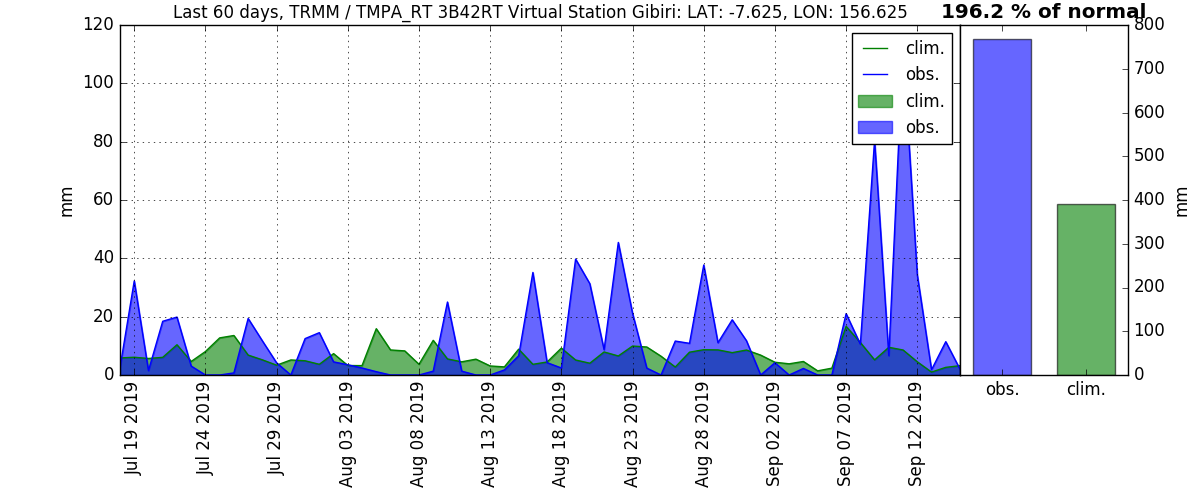 Last 60 days, TRMM / TMPA_RT 3B42RT Virtual Station Gibiri: LAT: -7.625, LON: 156.625
196.2 % of normal
120
100
80
60
40
20
0
mm
clim.
obs.
clim.
obs.
Jul 19 2019
Jul 24 2019
Jul 29 2019
Aug 03 2019
Aug 08 2019
Aug 13 2019
Aug 18 2019
Aug 23 2019
Aug 28 2019
Sep 02 2019
Sep 07 2019
Sep 12 2019
800
700
600
500
400
300
200
100
0
mm
obs.
clim.